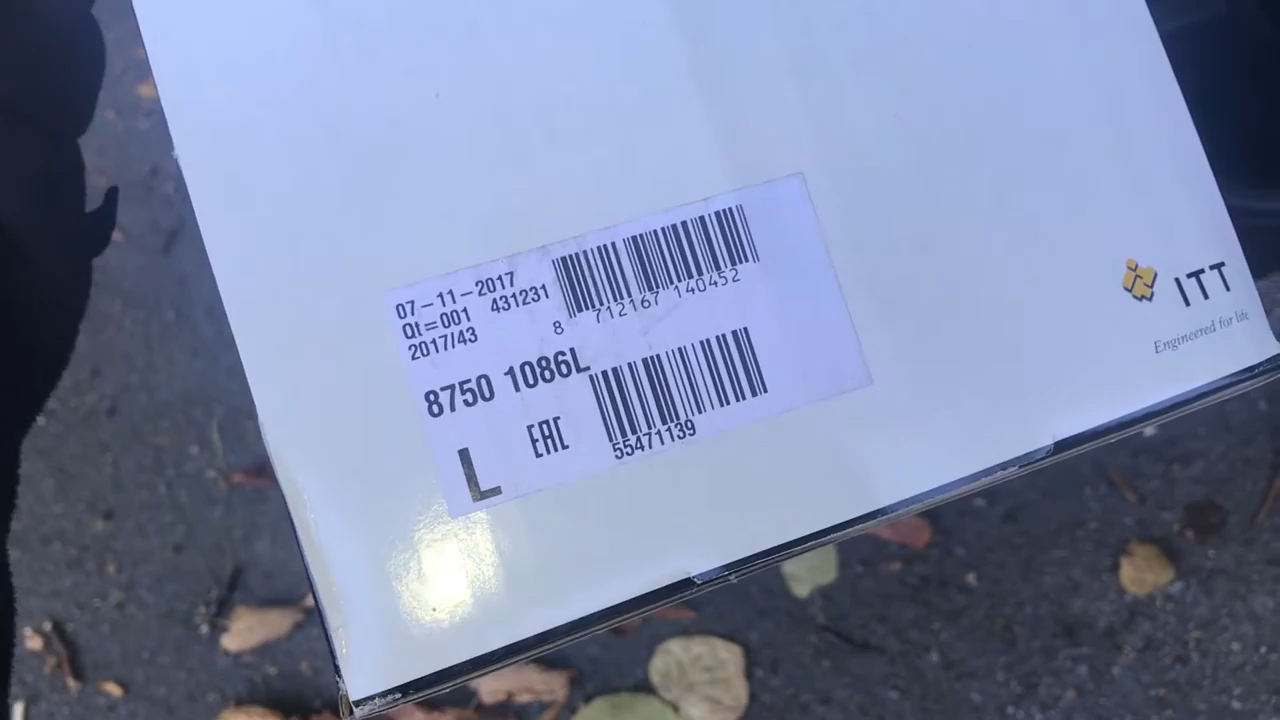 07-11-2017
Qt=001 431231
2017/43
8 712167 140452
8750 1086L
L EAC
55471139
ITT
Engineered for life